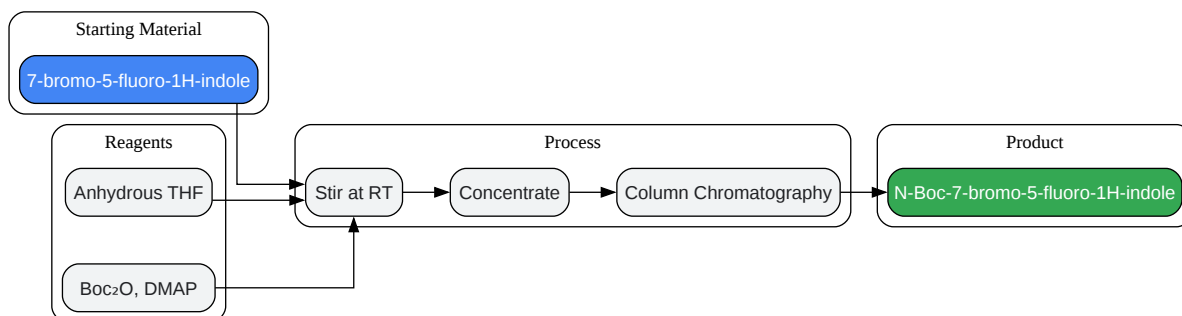 Starting Material
7-bromo-5-fluoro-1H-indole
Reagents
Anhydrous THF
Boc₂O, DMAP
Process
Stir at RT
Concentrate
Column Chromatography
Product
N-Boc-7-bromo-5-fluoro-1H-indole